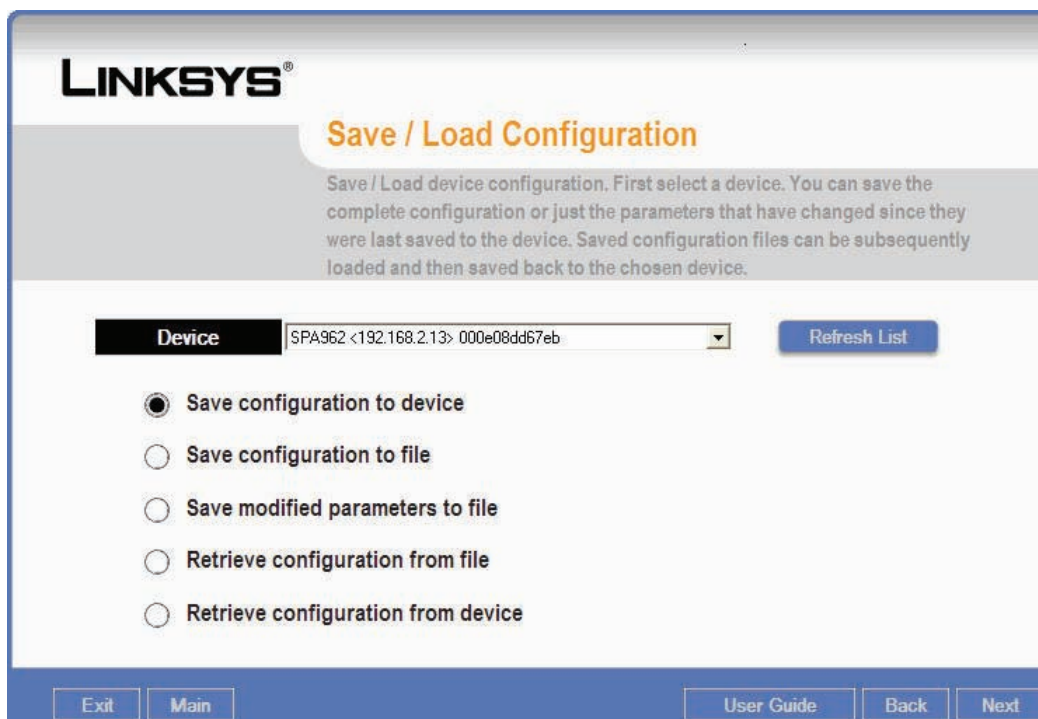 LINKSYS®
Save / Load Configuration
Save / Load device configuration. First select a device. You can save the
complete configuration or just the parameters that have changed since they
were last saved to the device. Saved configuration files can be subsequently
loaded and then saved back to the chosen device.
Device SPA962 <192.168.2.13> 000e08dd67eb Refresh List
Save configuration to device
Save configuration to file
Save modified parameters to file
Retrieve configuration from file
Retrieve configuration from device
Exit Main User Guide Back Next